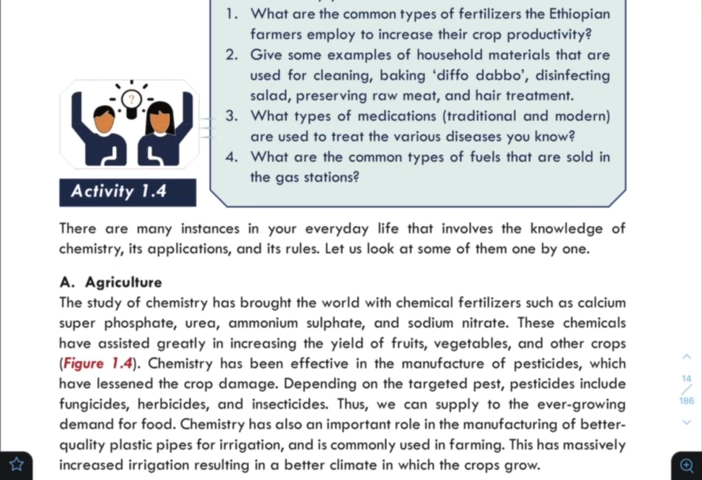 1. What are the common types of fertilizers the Ethiopian
farmers employ to increase their crop productivity?
2. Give some examples of household materials that are
used for cleaning, baking ‘diffo dabbo’, disinfecting
salad, preserving raw meat, and hair treatment.
3. What types of medications (traditional and modern)
are used to treat the various diseases you know?
4. What are the common types of fuels that are sold in
the gas stations?
?
Activity 1.4
There are many instances in your everyday life that involves the knowledge of
chemistry, its applications, and its rules. Let us look at some of them one by one.
A. Agriculture
The study of chemistry has brought the world with chemical fertilizers such as calcium
super phosphate, urea, ammonium sulphate, and sodium nitrate. These chemicals
have assisted greatly in increasing the yield of fruits, vegetables, and other crops
(Figure 1.4). Chemistry has been effective in the manufacture of pesticides, which
have lessened the crop damage. Depending on the targeted pest, pesticides include
fungicides, herbicides, and insecticides. Thus, we can supply to the ever-growing
demand for food. Chemistry has also an important role in the manufacturing of better-
quality plastic pipes for irrigation, and is commonly used in farming. This has massively
increased irrigation resulting in a better climate in which the crops grow.
14
186